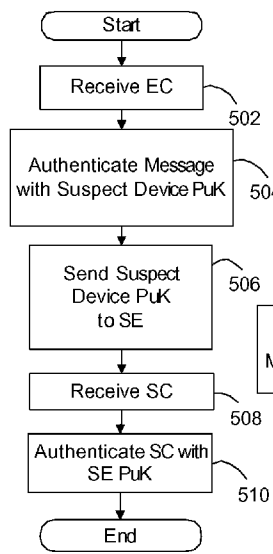 Start
Receive EC
502
Authenticate Message
with Suspect Device PuK
504
Send Suspect
Device PuK
to SE
506
M
Receive SC
508
Authenticate SC with
SE PuK
510
End